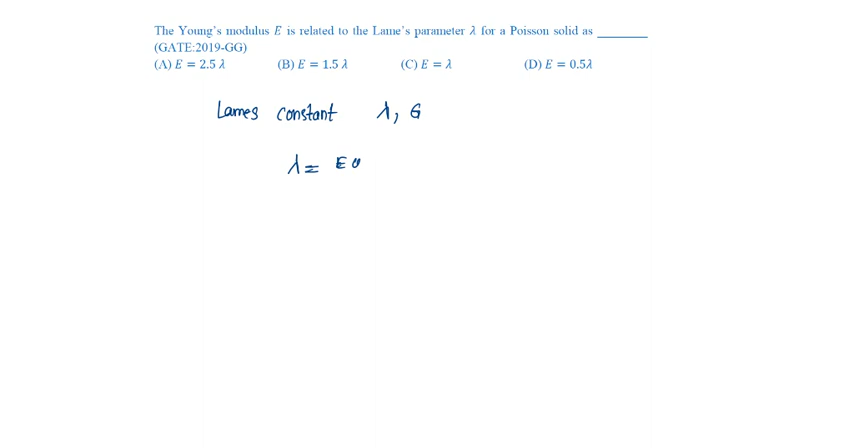 The Young's modulus E is related to the Lame's parameter λ for a Poisson solid as ________
(GATE:2019-GG)
(A) E = 2.5 λ (B) E = 1.5 λ (C) E = λ (D) E = 0.5λ
Lames constant λ, G
λ = E